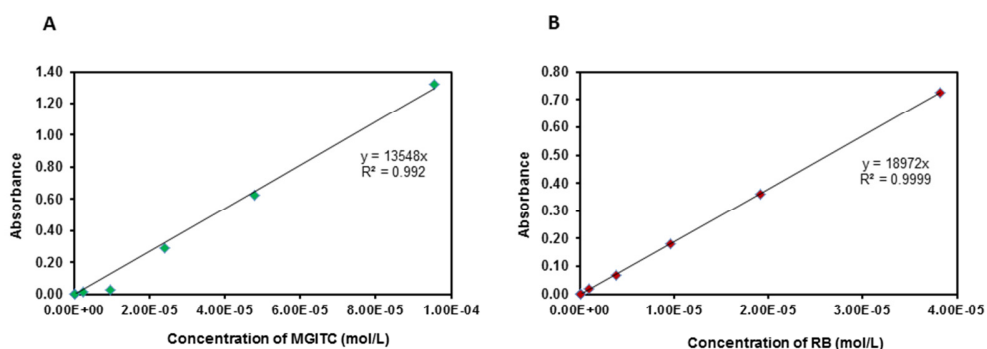 A
B
1.40
1.20
1.00
0.80
0.60
0.40
0.20
0.00
Absorbance
y = 13548x
R² = 0.992
0.00E+00 2.00E-05 4.00E-05 6.00E-05 8.00E-05 1.00E-04
Concentration of MGITC (mol/L)
0.80
0.70
0.60
0.50
0.40
0.30
0.20
0.10
0.00
Absorbance
y = 18972x
R² = 0.9999
0.00E+00 1.00E-05 2.00E-05 3.00E-05 4.00E-05
Concentration of RB (mol/L)